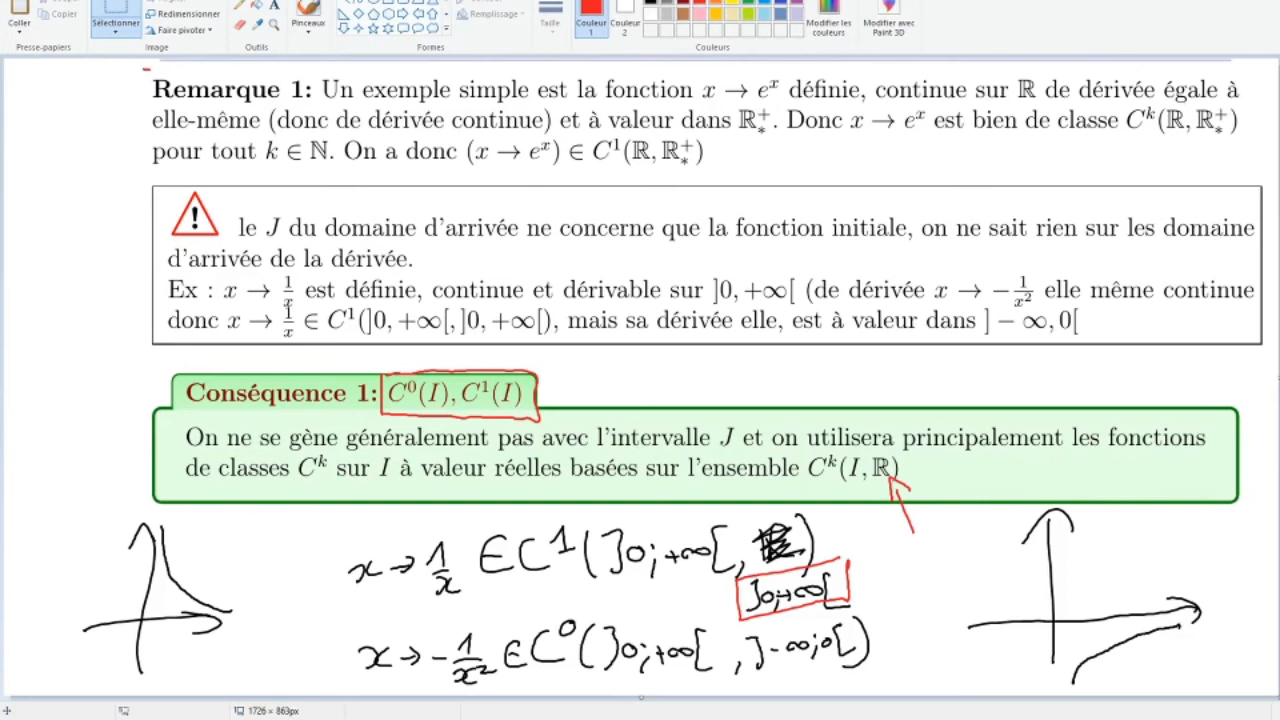 Coller
Copier
Sélectionner
Redimensionner
Faire pivoter
Pinceaux
Remplissage
Taille
Couleur 1
Couleur 2
Modifier les couleurs
Modifier avec Paint 3D
Presse-papiers
Image
Outils
Formes
Couleurs
Remarque 1: Un exemple simple est la fonction x → e^x définie, continue sur ℝ de dérivée égale à
elle-même (donc de dérivée continue) et à valeur dans ℝ_*^+. Donc x → e^x est bien de classe C^k(ℝ, ℝ_*^+)
pour tout k ∈ ℕ. On a donc (x → e^x) ∈ C^1(ℝ, ℝ_*^+)
! le J du domaine d'arrivée ne concerne que la fonction initiale, on ne sait rien sur les domaine
d'arrivée de la dérivée.
Ex : x → 1/x est définie, continue et dérivable sur ]0, +∞[ (de dérivée x → −1/x² elle même continue
donc x → 1/x ∈ C^1(]0, +∞[, ]0, +∞[), mais sa dérivée elle, est à valeur dans ] − ∞, 0[
Conséquence 1: C^0(I), C^1(I)
On ne se gène généralement pas avec l'intervalle J et on utilisera principalement les fonctions
de classes C^k sur I à valeur réelles basées sur l'ensemble C^k(I, ℝ)
x → 1/x ∈ C^1(]0;+∞[, )
]0;+∞[
x → −1/x² ∈ C^0(]0;+∞[, ]-∞;0[)
1726 × 863px